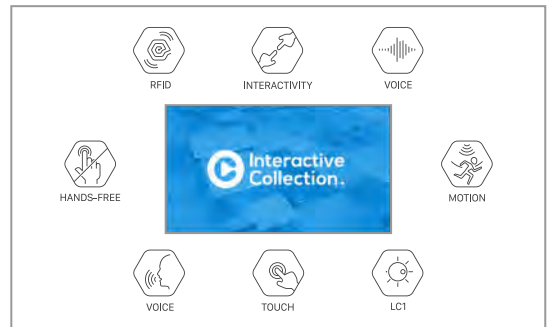 RFID
INTERACTIVITY
VOICE
Interactive
Collection.
HANDS-FREE
MOTION
VOICE
TOUCH
LC1